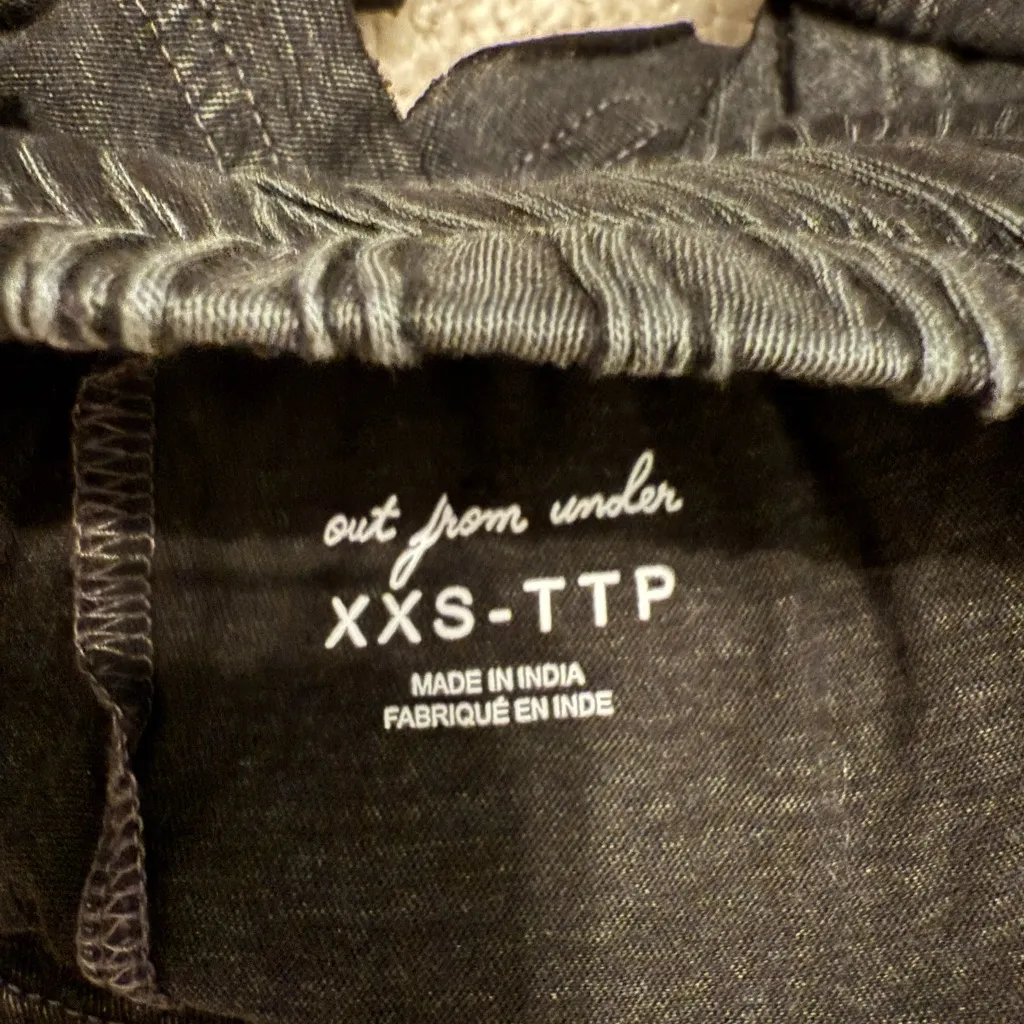 out from under
XXS-TTP
MADE IN INDIA
FABRIQUÉ EN INDE